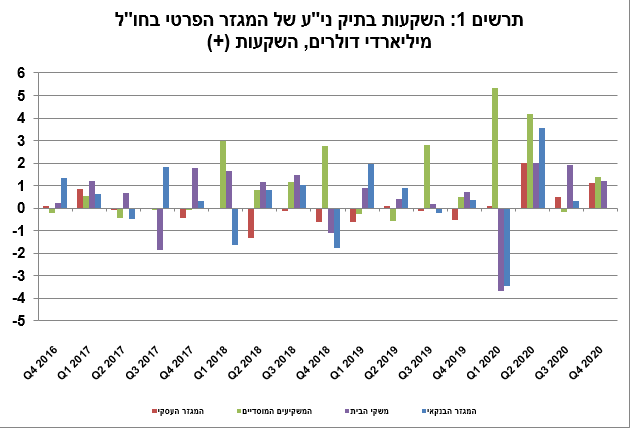 תרשים 1: השקעות בתיק ני"ע של המגזר הפרטי בחו"ל
מיליארדי דולרים, השקעות (+)
6
5
4
3
2
1
0
-1
-2
-3
-4
-5
Q4 2016
Q1 2017
Q2 2017
Q3 2017
Q4 2017
Q1 2018
Q2 2018
Q3 2018
Q4 2018
Q1 2019
Q2 2019
Q3 2019
Q4 2019
Q1 2020
Q2 2020
Q3 2020
Q4 2020
המגזר העסקי
המשקיעים המוסדיים
משקי הבית
המגזר הבנקאי